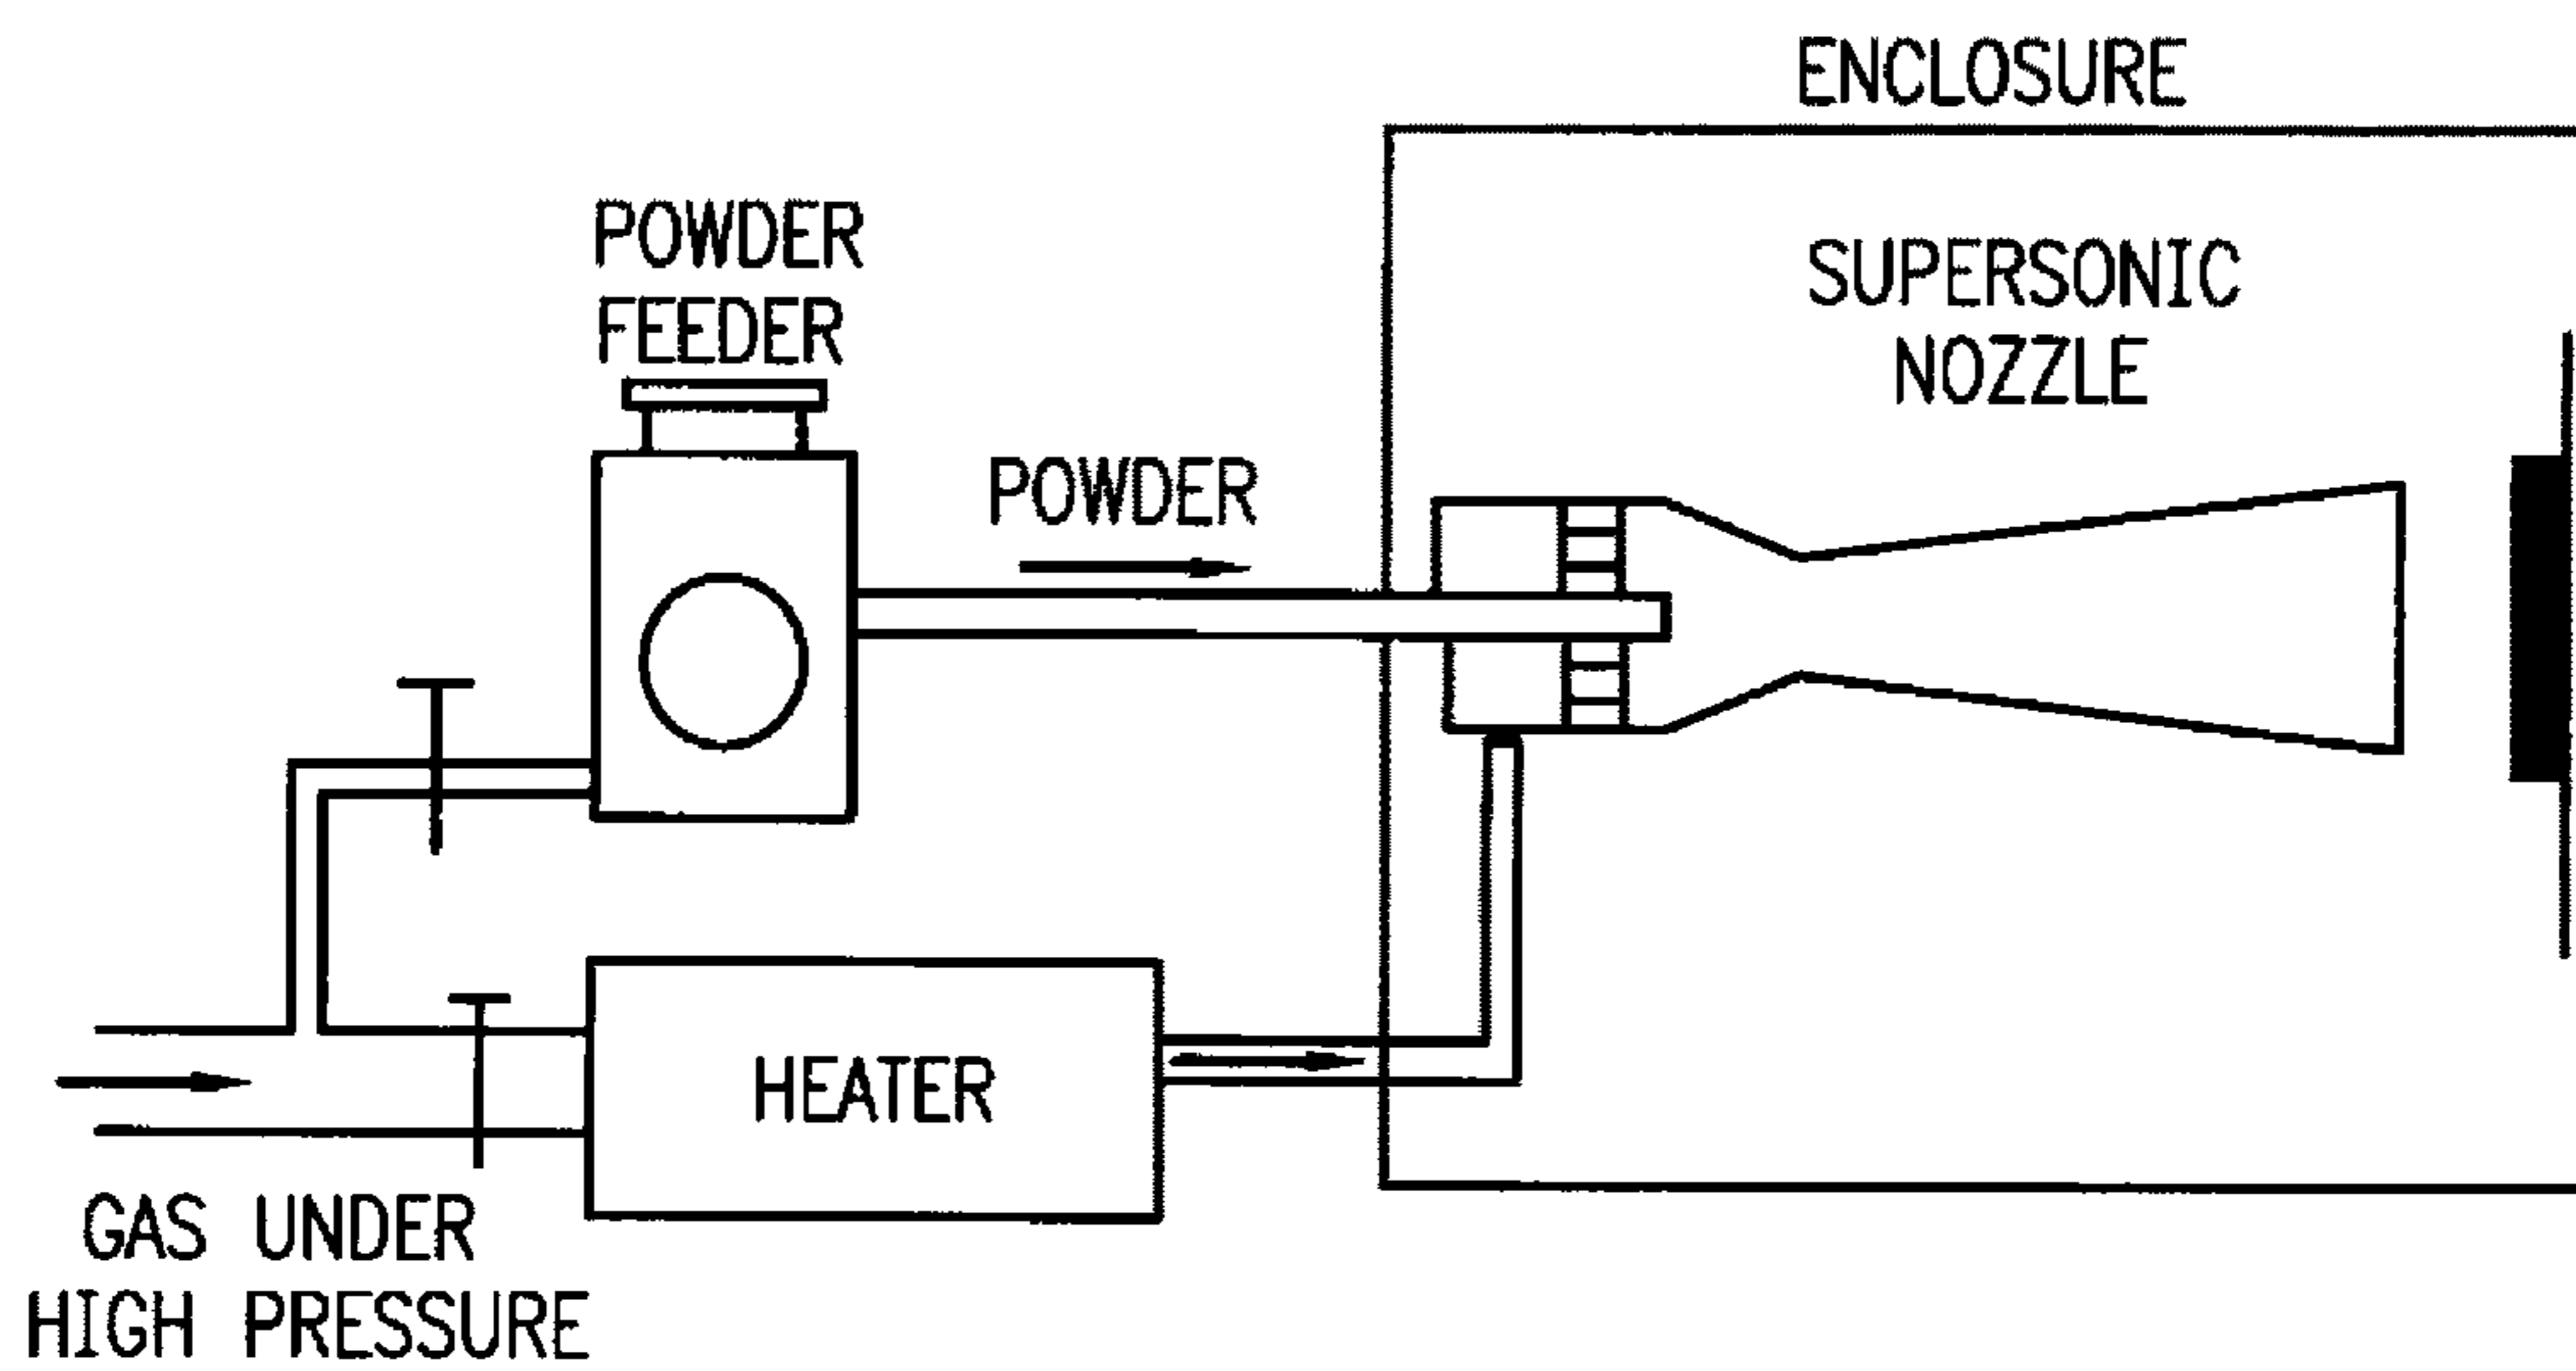 ENCLOSURE
POWDER
FEEDER
SUPERSONIC
NOZZLE
POWDER
HEATER
GAS UNDER
HIGH PRESSURE